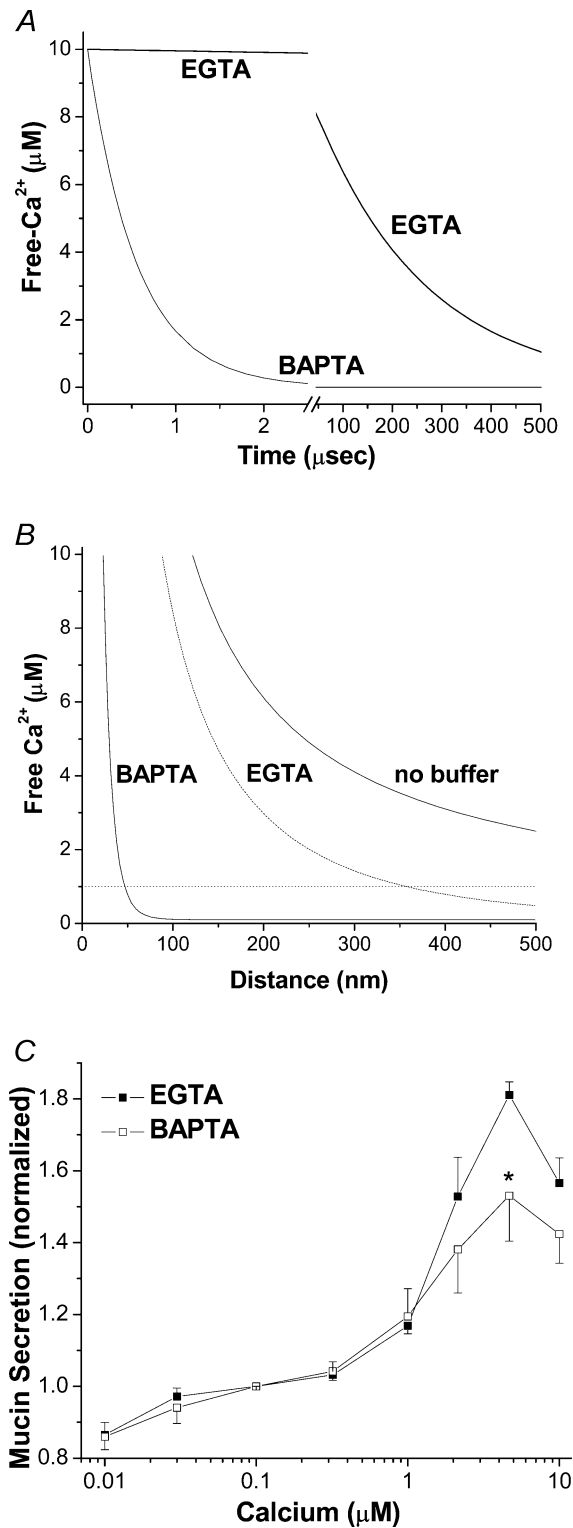 A
10
8
6
4
2
0
Free-Ca²⁺ (μM)
EGTA
EGTA
BAPTA
0 1 2 100 200 300 400 500
Time (μsec)
B
10
8
6
4
2
0
Free Ca²⁺ (μM)
BAPTA EGTA no buffer
0 100 200 300 400 500
Distance (nm)
C
EGTA
BAPTA
1.8
1.6
1.4
1.2
1.0
0.8
Mucin Secretion (normalized)
*
0.01 0.1 1 10
Calcium (μM)